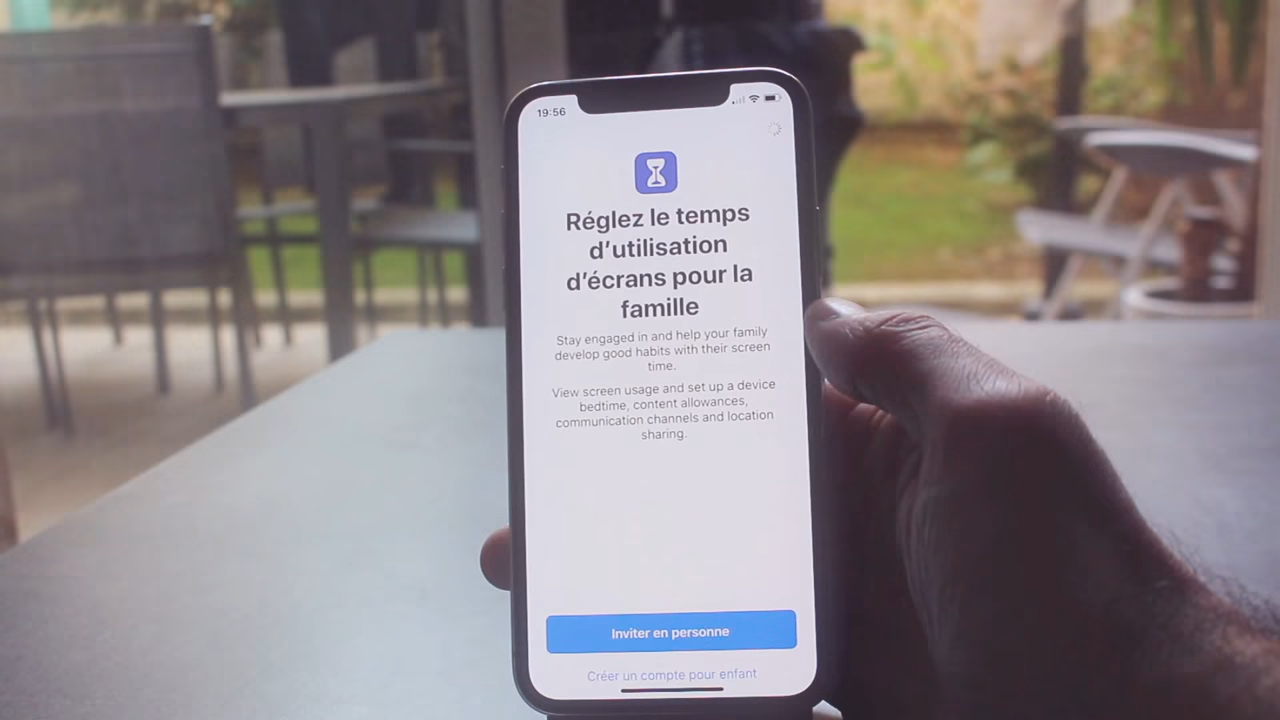 19:56
Réglez le temps
d’utilisation
d’écrans pour la
famille
Stay engaged in and help your family
develop good habits with their screen
time.
View screen usage and set up a device
bedtime, content allowances,
communication channels and location
sharing.
Inviter en personne
Créer un compte pour enfant